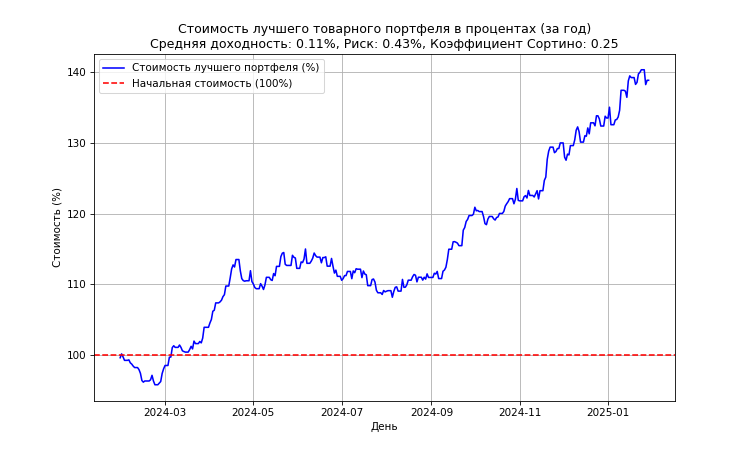 Стоимость лучшего товарного портфеля в процентах (за год)
Средняя доходность: 0.11%, Риск: 0.43%, Коэффициент Сортино: 0.25
Стоимость лучшего портфеля (%)
Начальная стоимость (100%)
Стоимость (%)
140
130
120
110
100
2024-03
2024-05
2024-07
2024-09
2024-11
2025-01
День